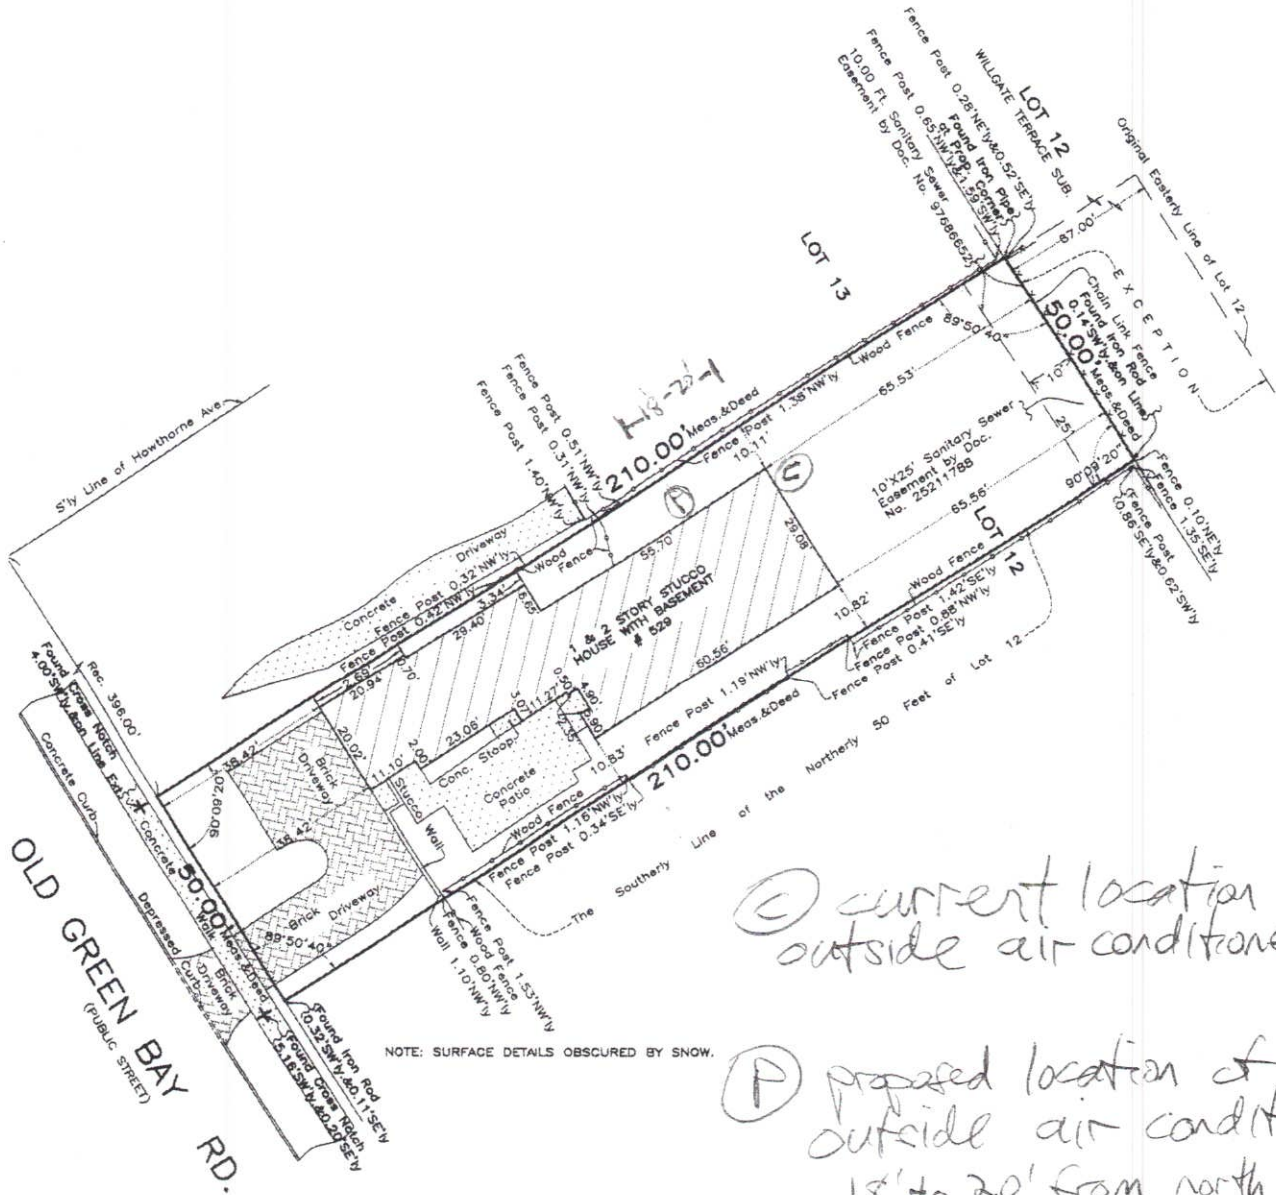 Fence Post 0.28'NE'ly&0.52'SE'ly
Fence Post 0.65'NW'ly&1.59'SW'ly
Found Iron Pipe
at Prop. Corner
10.00 Ft. Sanitary Sewer
Easement by Doc. No. 97686652
LOT 12
WILLGATE TERRACE SUB.
Original Easterly Line of Lot 12
87.00'
EXCEPTION
LOT 13
Chain Link Fence
Found Iron Rod
0.14'SW'ly.&on Line
50.00' Meas.&Deed
89°50'40"
10'
25'
90°09'20"
Wood Fence
65.53'
Fence Post 1.38'NW'ly
10.11'
18-20'
210.00' Meas.&Deed
Fence Post 0.51'NW'ly
Fence Post 0.31'NW'ly
Fence Post 1.40'NW'ly
S'ly Line of Howthorne Ave.
10'X25' Sanitary Sewer
Easement by Doc.
No. 25211788
65.56'
LOT 12
Fence 0.10'NE'ly
Fence 1.35'SE'ly
Fence Post
0.86'SE'ly&0.62'SW'ly
C
P
Driveway
Concrete
Fence Post 0.32'NW'ly
Fence Post 0.42'NW'ly
Wood
Fence
55.70'
29.08'
3.34'
6.65'
29.40'
0.70'
2.69'
20.94'
1 & 2 STORY STUCCO
HOUSE WITH BASEMENT
# 529
10.82'
Wood Fence
Fence Post 1.42'SE'ly
Fence Post 0.88'NW'ly
Fence Post 0.41'SE'ly
60.56'
Fence Post 1.19'NW'ly
Rec. 396.00'
Found Cross Notch
4.00'SW'ly.&on Line Ext.
38.42'
20.02'
11.10'
2.00'
23.06'
11.27'
0.50'
4.90'
Conc. Stoop
Concrete
Patio
10.83'
210.00' Meas.&Deed
The Southerly Line of the Northerly 50 Feet of Lot 12
90°09'20"
Brick
Driveway
Stucco Wall
Wood Fence
Fence Post 1.16'NW'ly
Fence Post 0.34'SE'ly
38.42'
Brick Driveway
89°50'40"
Concrete Curb
Concrete Walk
50.00' Meas.&Deed
Depressed Curb
Brick
Driveway
Fence Post 1.53'NW'ly
Wood Fence
Fence 0.80'NW'ly
Wall 1.10'NW'ly
Found Iron Rod
0.32'SW'ly.&0.11'SE'ly
Found Cross Notch
5.16'SW'ly.&0.20'SE'ly
OLD GREEN BAY RD.
(PUBLIC STREET)
NOTE: SURFACE DETAILS OBSCURED BY SNOW.
C current location
outside air condition
P proposed location of
outside air condit
18' to 20' from north